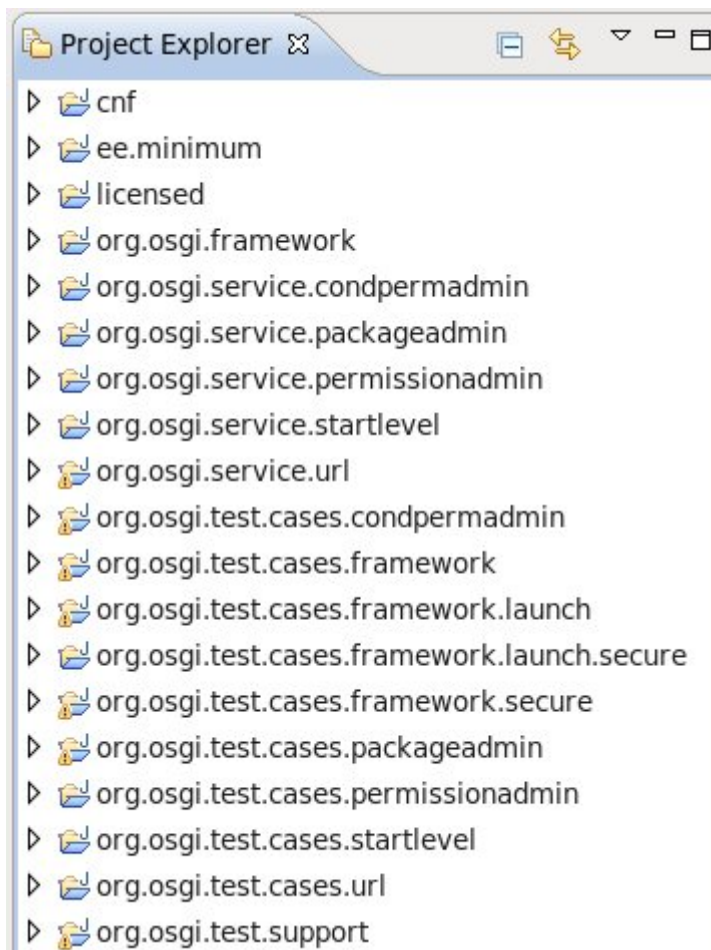 Project Explorer
cnf
ee.minimum
licensed
org.osgi.framework
org.osgi.service.condpermadmin
org.osgi.service.packageadmin
org.osgi.service.permissionadmin
org.osgi.service.startlevel
org.osgi.service.url
org.osgi.test.cases.condpermadmin
org.osgi.test.cases.framework
org.osgi.test.cases.framework.launch
org.osgi.test.cases.framework.launch.secure
org.osgi.test.cases.framework.secure
org.osgi.test.cases.packageadmin
org.osgi.test.cases.permissionadmin
org.osgi.test.cases.startlevel
org.osgi.test.cases.url
org.osgi.test.support